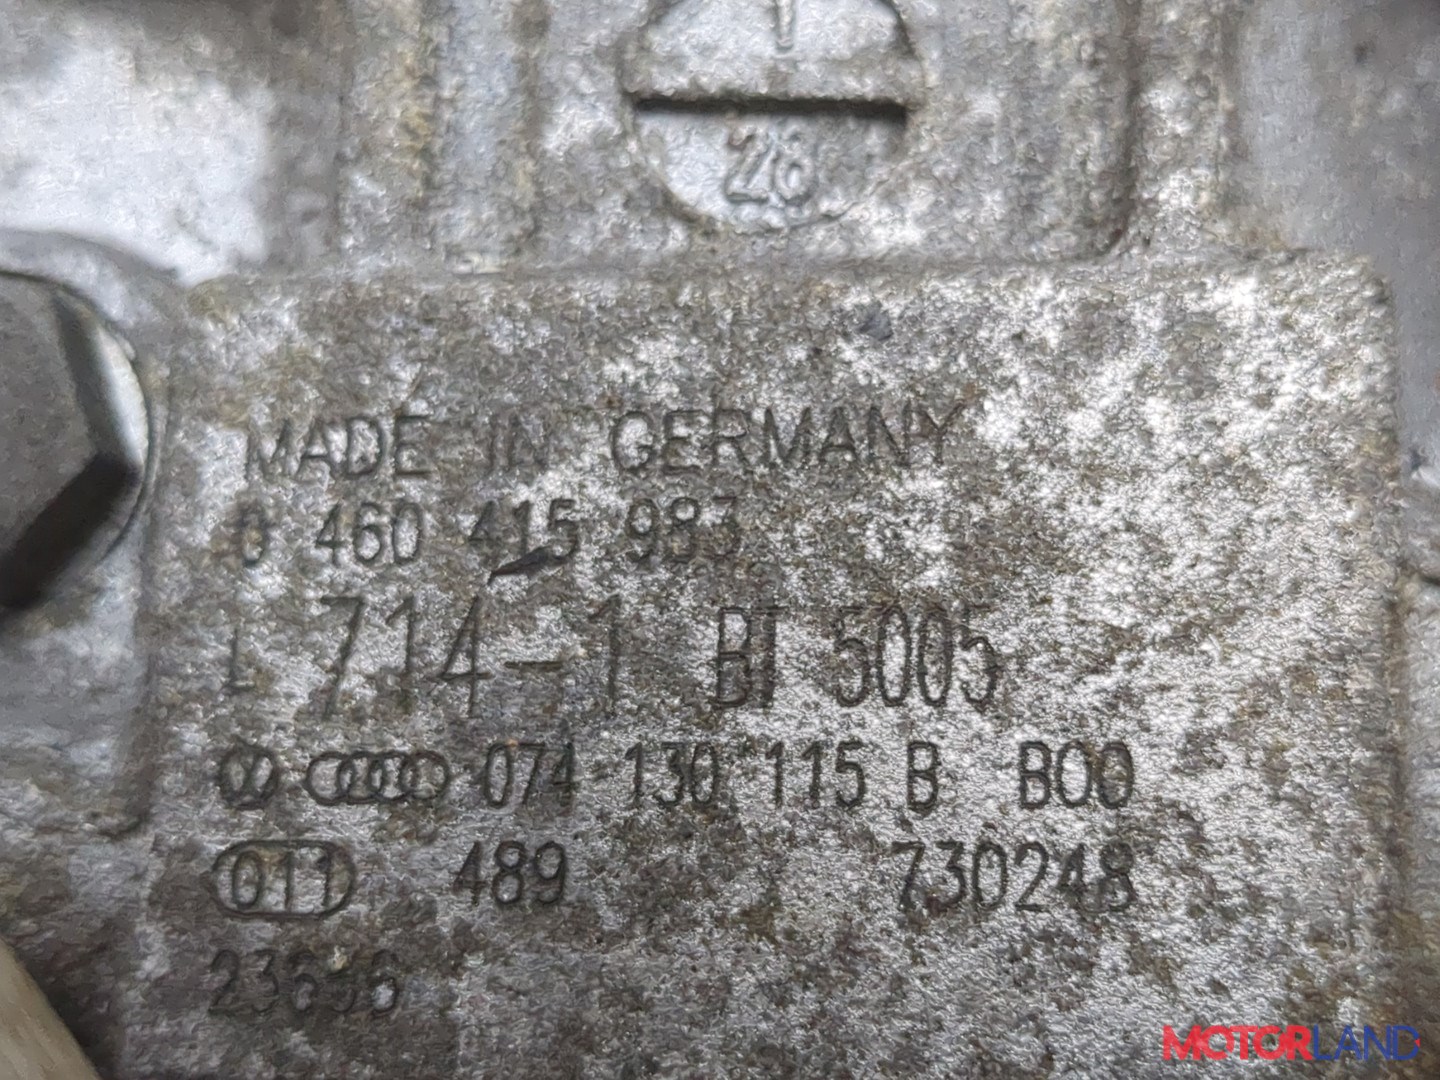 1
28
MADE IN GERMANY
0 460 415 983
L 714-1 BT 5005
074 130 115 B B00
011 489 730248
MOTORLAND